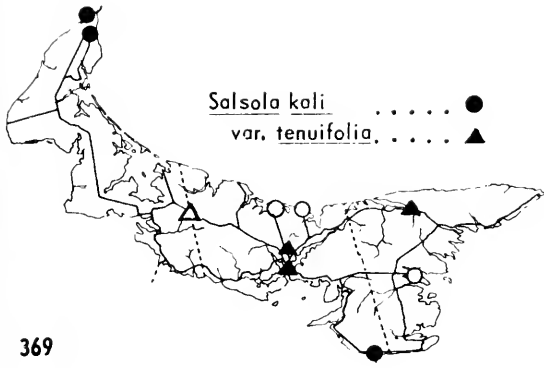 Salsola kali . . . . . . ●
var. tenuifolia . . . . . ▲
369